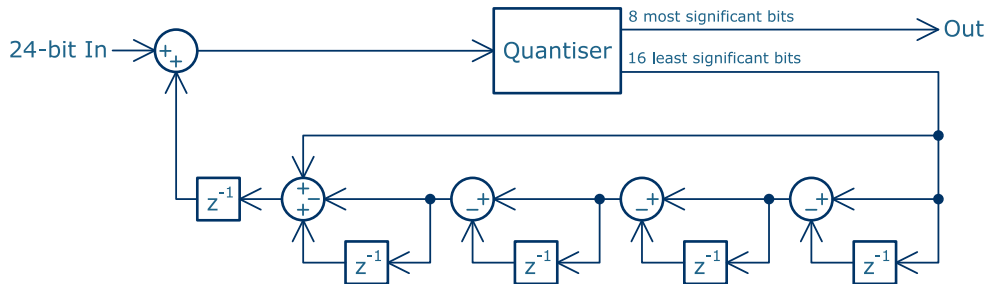 8 most significant bits
24-bit In
+
+
Quantiser
Out
16 least significant bits
z⁻¹
+
−
+
+
−
+
−
+
−
z⁻¹
z⁻¹
z⁻¹
z⁻¹